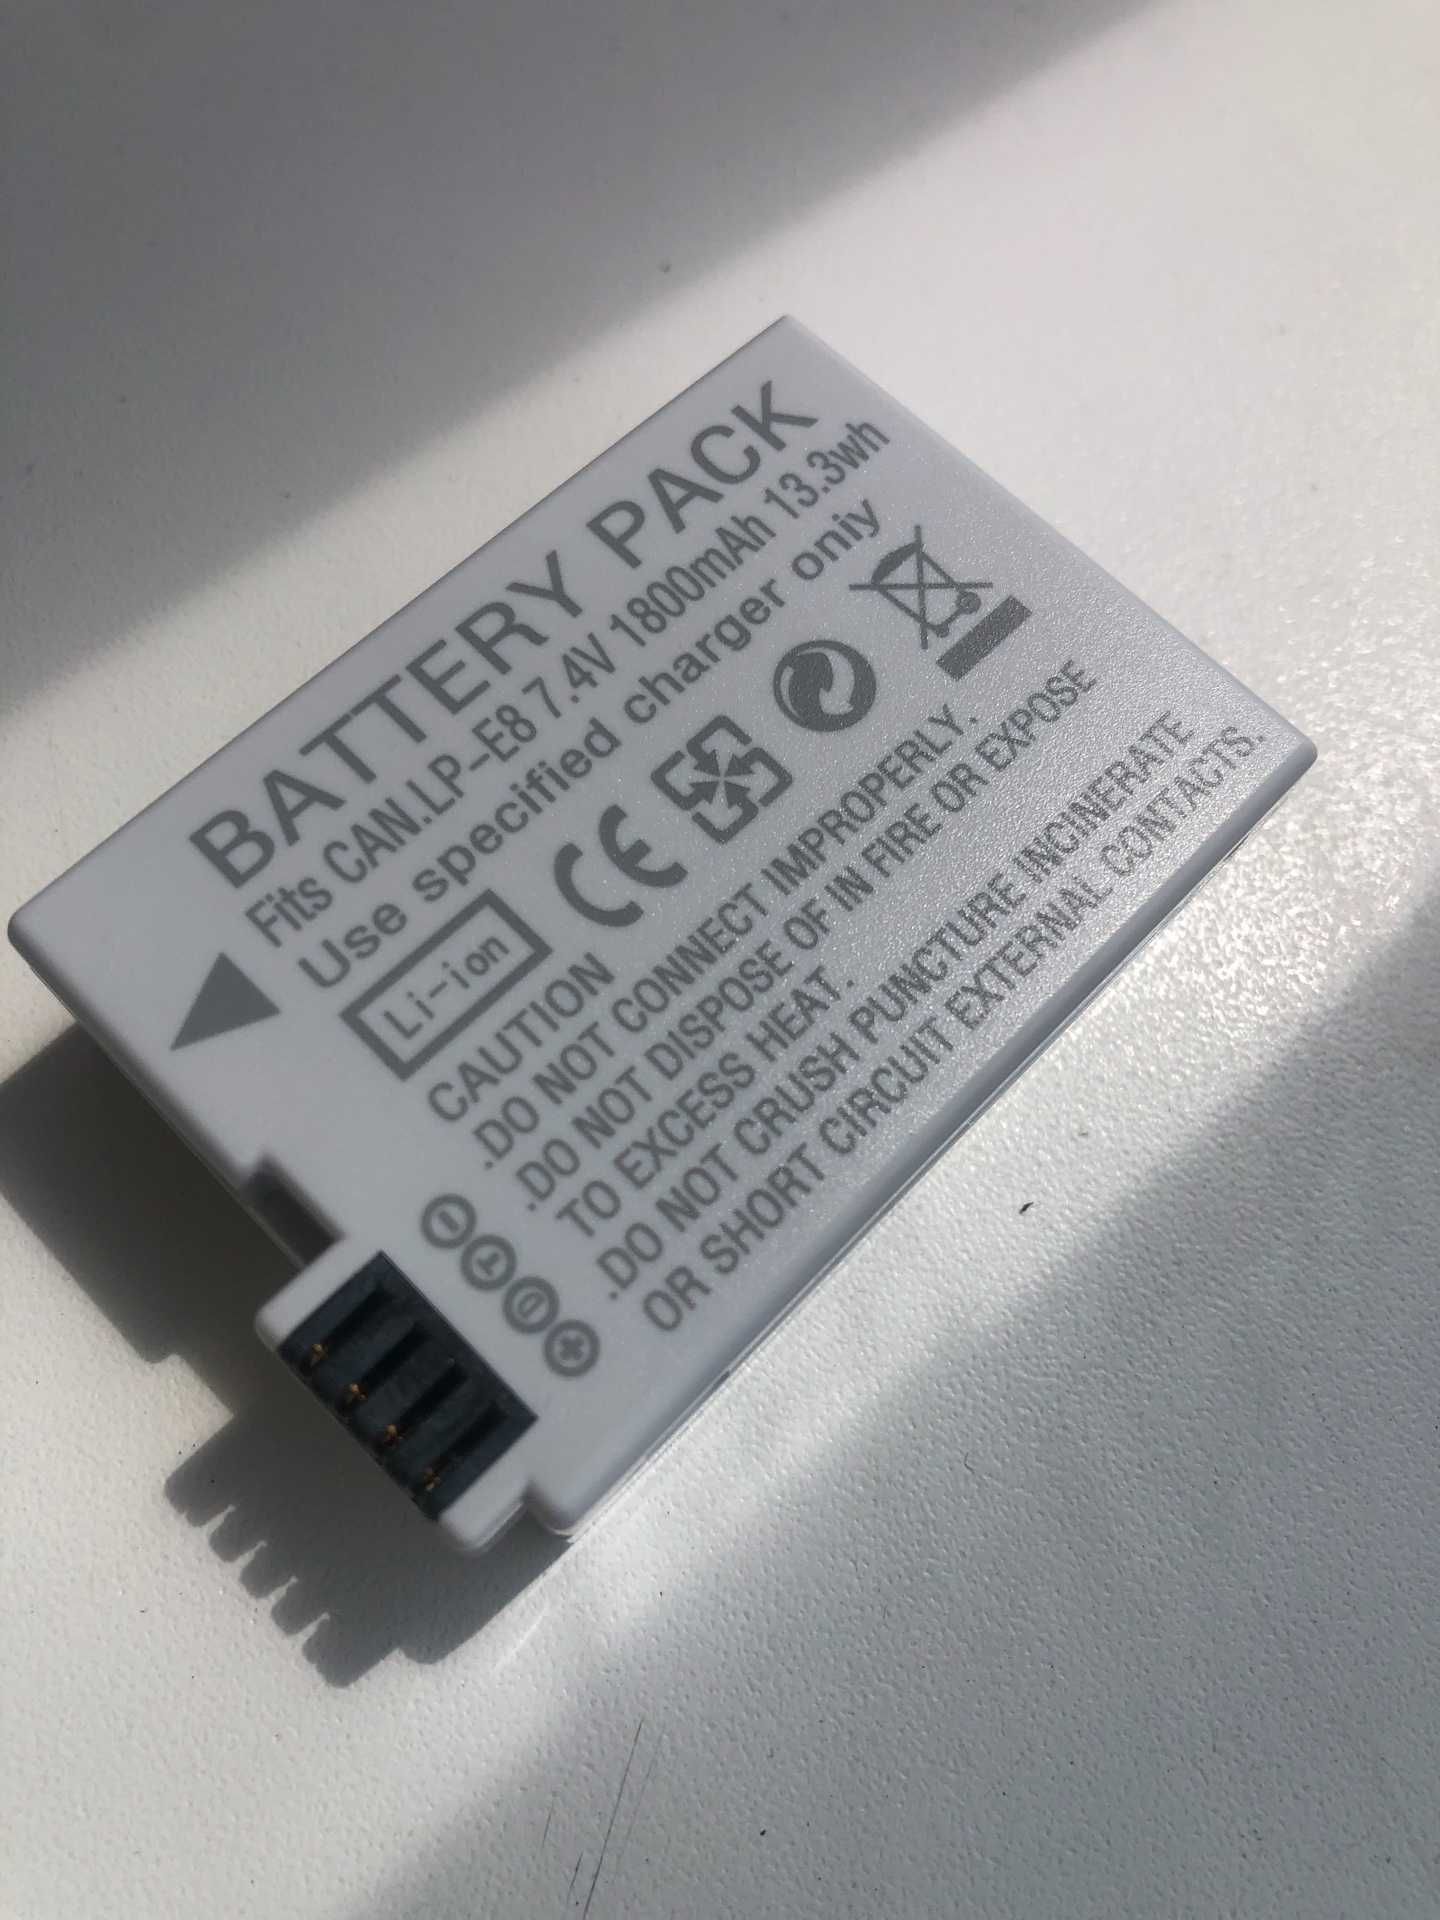 BATTERY PACK
Fits CAN.LP-E8 7.4V 1800mAh 13.3wh
Use specified charger oniy
Li-ion
CE
CAUTION
.DO NOT CONNECT IMPROPERLY.
.DO NOT DISPOSE OF IN FIRE OR EXPOSE
TO EXCESS HEAT.
.DO NOT CRUSH PUNCTURE INCINERATE
OR SHORT CIRCUIT EXTERNAL CONTACTS.
- T D +